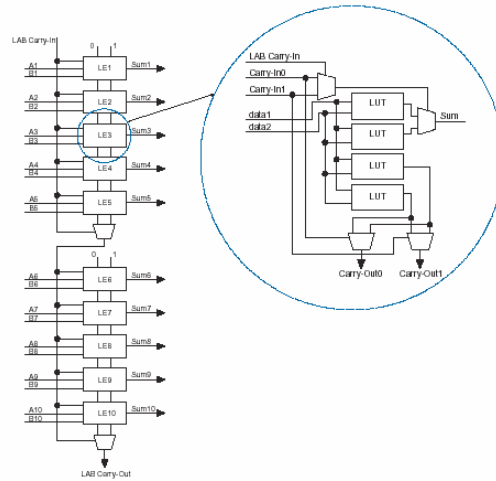 LAB Carry-In
0 1
A1
B1
LE1
Sum1
A2
B2
LE2
Sum2
A3
B3
LE3
Sum3
A4
B4
LE4
Sum4
A5
B5
LE5
Sum5
0 1
A6
B6
LE6
Sum6
A7
B7
LE7
Sum7
A8
B8
LE8
Sum8
A9
B9
LE9
Sum9
A10
B10
LE10
Sum10
LAB Carry-Out
LAB Carry-In
Carry-In0
Carry-In1
data1
data2
LUT
LUT
LUT
LUT
Sum
Carry-Out0
Carry-Out1